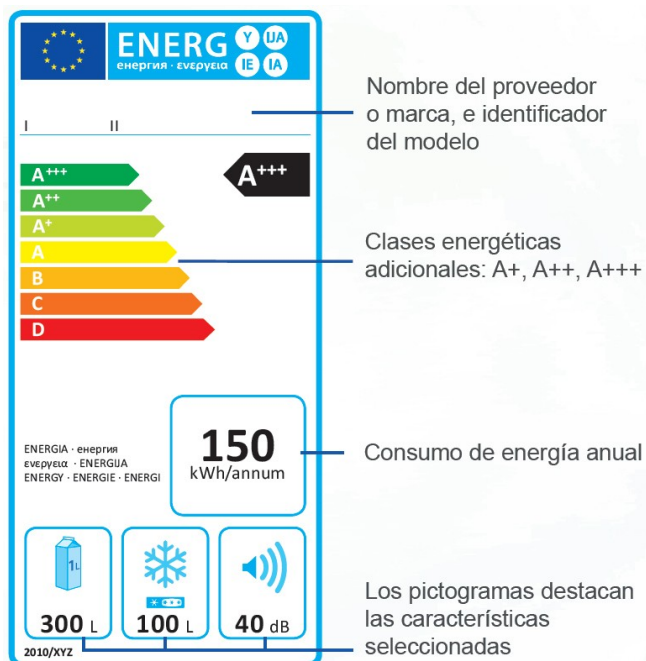 ENERG Y IJA
енергия · ενεργεια IE IA
Nombre del proveedor
o marca, e identificador
del modelo
I II
A+++ A+++
A++
A+
A
B
C
D
Clases energéticas
adicionales: A+, A++, A+++
ENERGIA · енергия
ενεργεια · ENERGIJA
ENERGY · ENERGIE · ENERGI
150
kWh/annum
Consumo de energía anual
1L
300 L 100 L 40 dB
Los pictogramas destacan
las características
seleccionadas
2010/XYZ